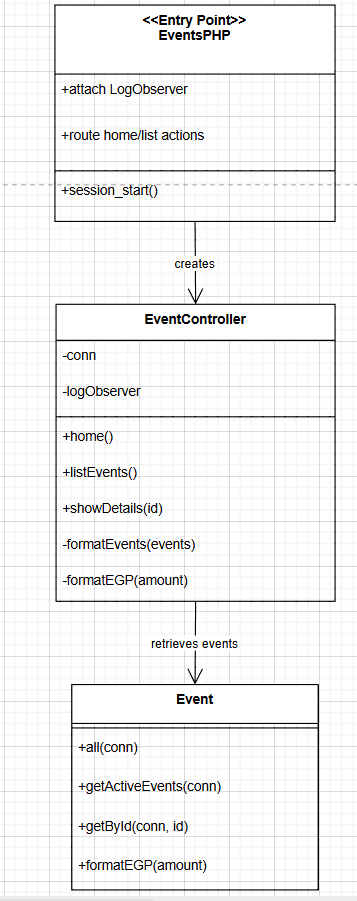 <<Entry Point>>
EventsPHP
+attach LogObserver
+route home/list actions
+session_start()
creates
EventController
-conn
-logObserver
+home()
+listEvents()
+showDetails(id)
-formatEvents(events)
-formatEGP(amount)
retrieves events
Event
+all(conn)
+getActiveEvents(conn)
+getById(conn, id)
+formatEGP(amount)